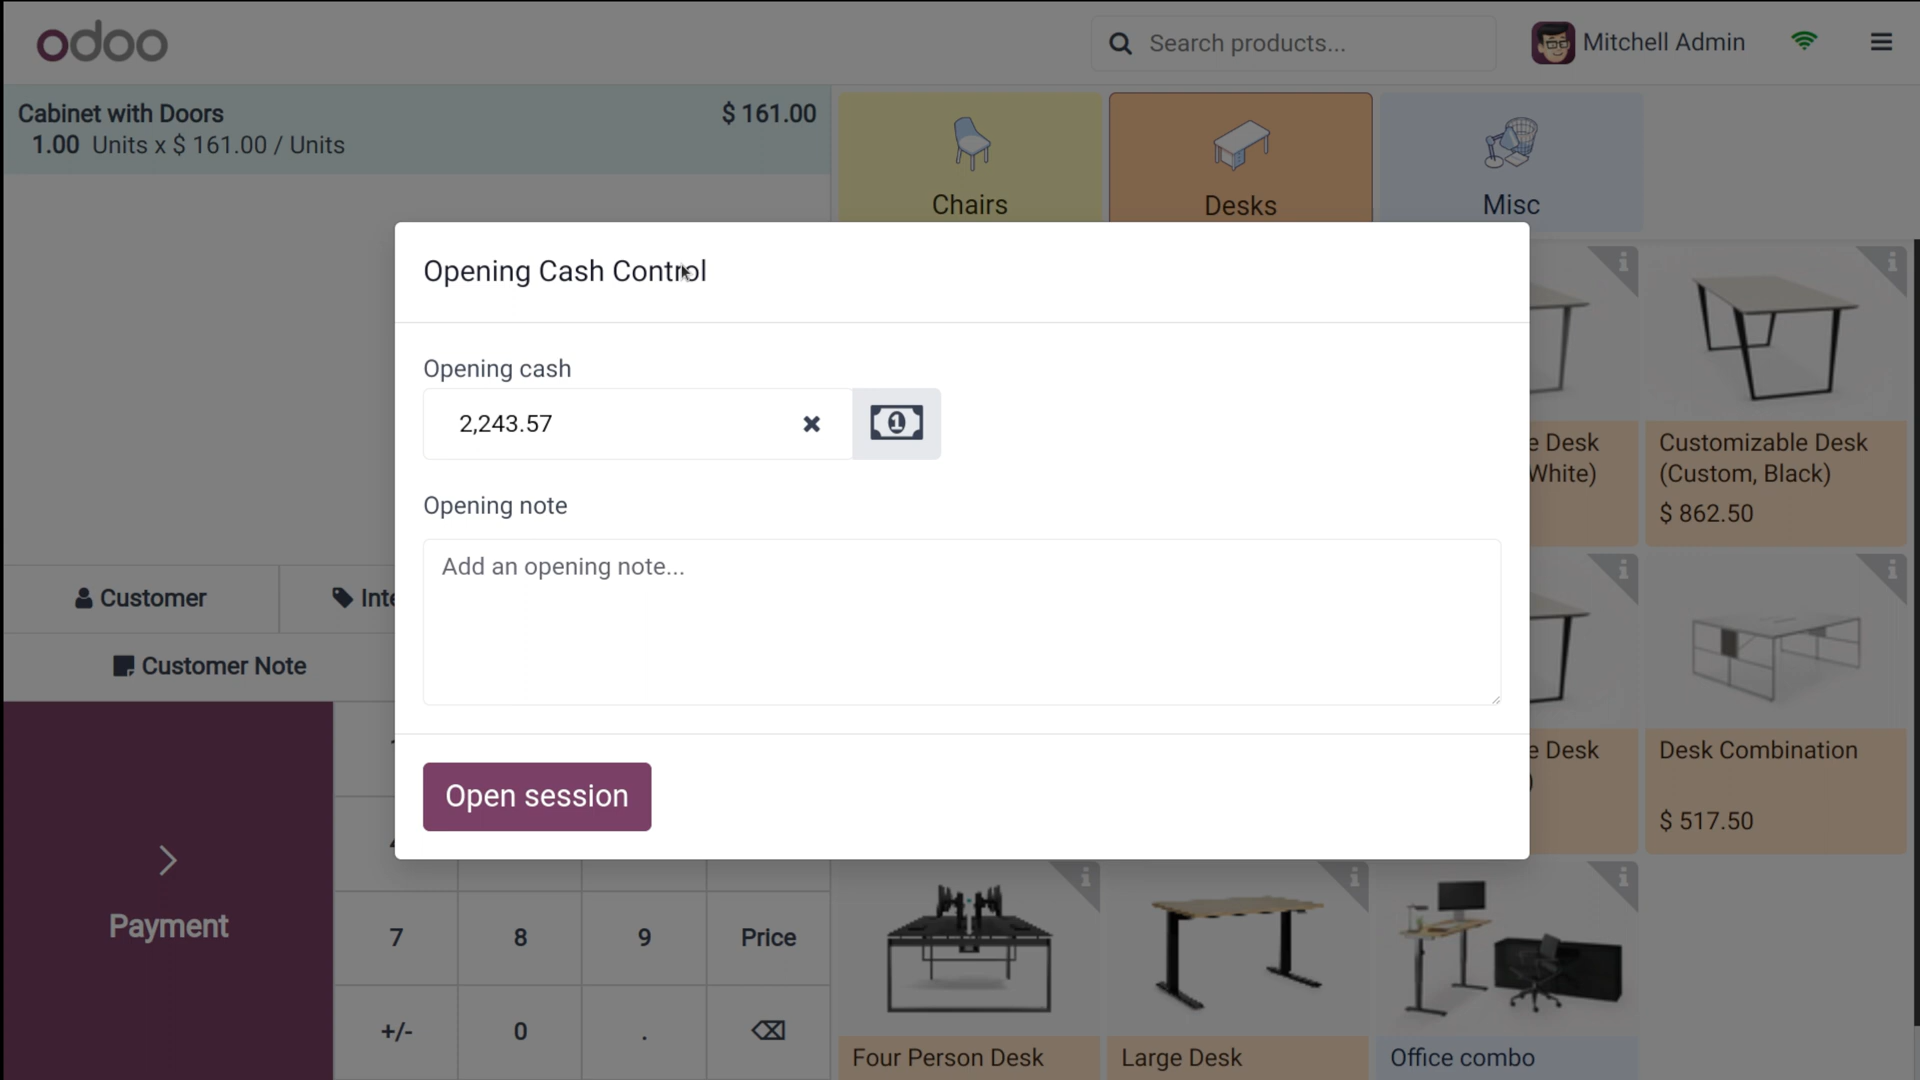 odoo
Search products...
Mitchell Admin
Cabinet with Doors
$ 161.00
1.00 Units x $ 161.00 / Units
Chairs
Desks
Misc
Opening Cash Control
Opening cash
2,243.57
Opening note
Add an opening note...
Open session
Customer
Customer Note
Payment
7
8
9
Price
+/-
0
.
e Desk
White)
Customizable Desk
(Custom, Black)
$ 862.50
e Desk
)
Desk Combination
$ 517.50
Four Person Desk
Large Desk
Office combo